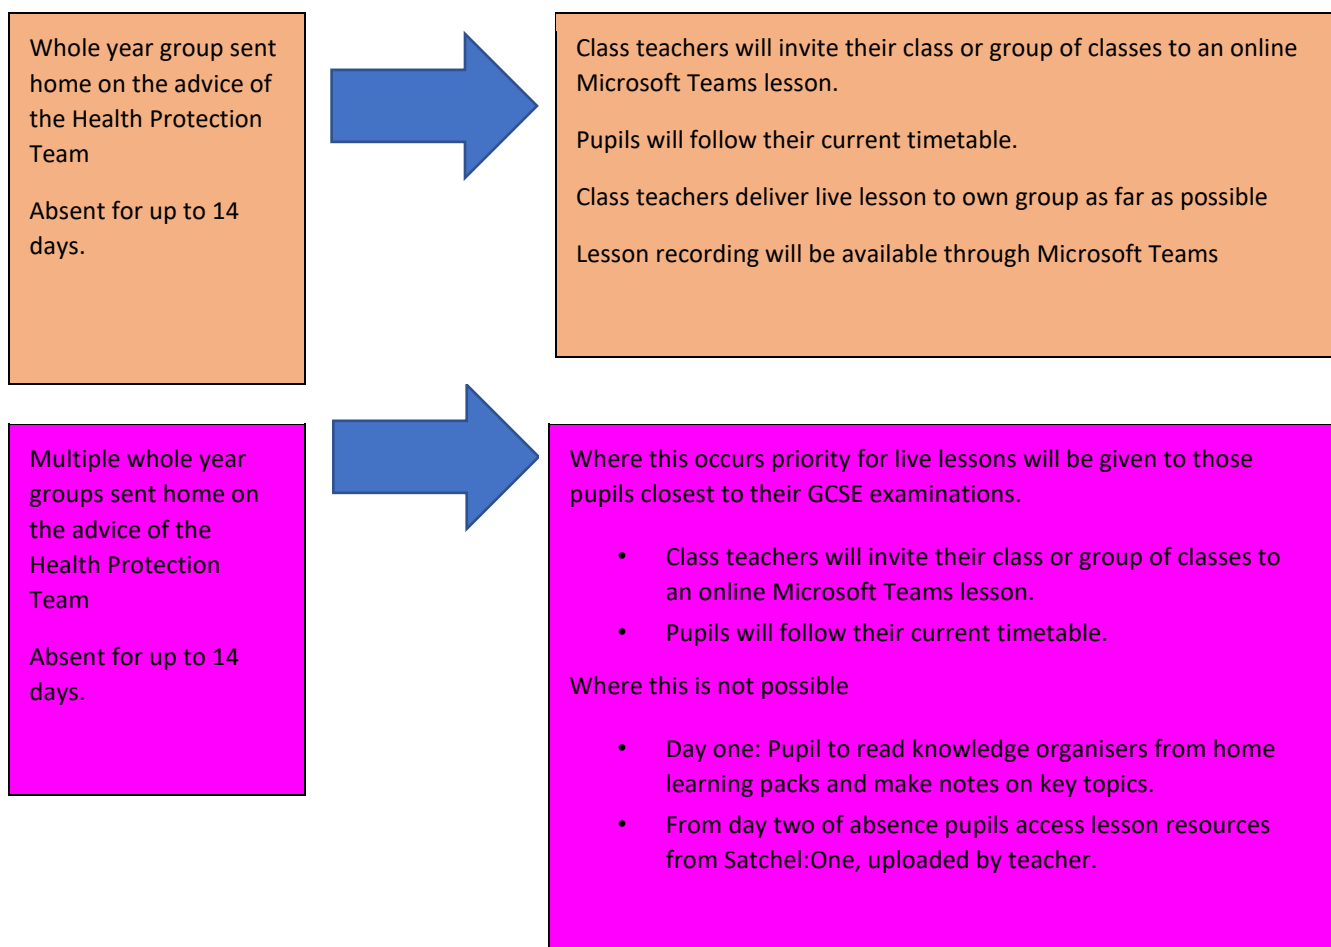 Whole year group sent
home on the advice of
the Health Protection
Team
Absent for up to 14
days.
Class teachers will invite their class or group of classes to an online
Microsoft Teams lesson.
Pupils will follow their current timetable.
Class teachers deliver live lesson to own group as far as possible
Lesson recording will be available through Microsoft Teams
Multiple whole year
groups sent home on
the advice of the
Health Protection
Team
Absent for up to 14
days.
Where this occurs priority for live lessons will be given to those
pupils closest to their GCSE examinations.
• Class teachers will invite their class or group of classes to
an online Microsoft Teams lesson.
• Pupils will follow their current timetable.
Where this is not possible
• Day one: Pupil to read knowledge organisers from home
learning packs and make notes on key topics.
• From day two of absence pupils access lesson resources
from Satchel:One, uploaded by teacher.